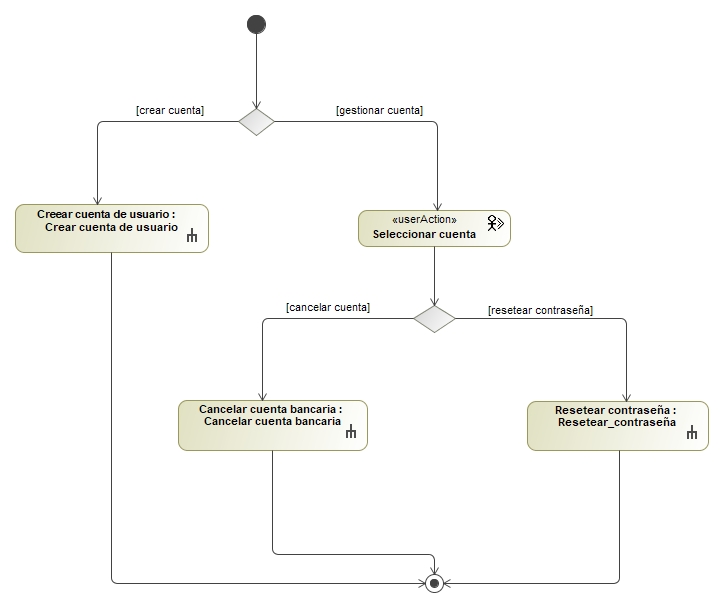 [crear cuenta]
[gestionar cuenta]
Creear cuenta de usuario :
Crear cuenta de usuario
«userAction»
Seleccionar cuenta
[cancelar cuenta]
[resetear contraseña]
Cancelar cuenta bancaria :
Cancelar cuenta bancaria
Resetear contraseña :
Resetear_contraseña